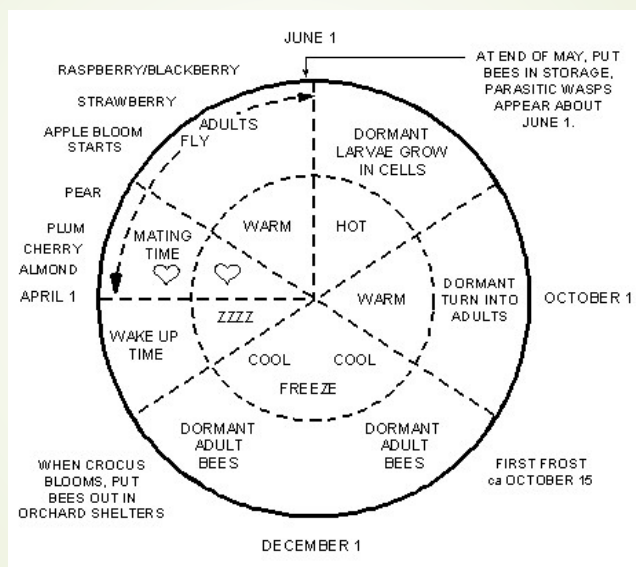 JUNE 1
RASPBERRY/BLACKBERRY
STRAWBERRY
APPLE BLOOM
STARTS
PEAR
PLUM
CHERRY
ALMOND
APRIL 1
AT END OF MAY, PUT
BEES IN STORAGE,
PARASITIC WASPS
APPEAR ABOUT
JUNE 1.
ADULTS
FLY
DORMANT
LARVAE GROW
IN CELLS
MATING
TIME
WARM
HOT
WARM
DORMANT
TURN INTO
ADULTS
OCTOBER 1
ZZZZ
WAKE UP
TIME
COOL
COOL
FREEZE
DORMANT
ADULT
BEES
DORMANT
ADULT
BEES
WHEN CROCUS
BLOOMS, PUT
BEES OUT IN
ORCHARD SHELTERS
FIRST FROST
ca OCTOBER 15
DECEMBER 1